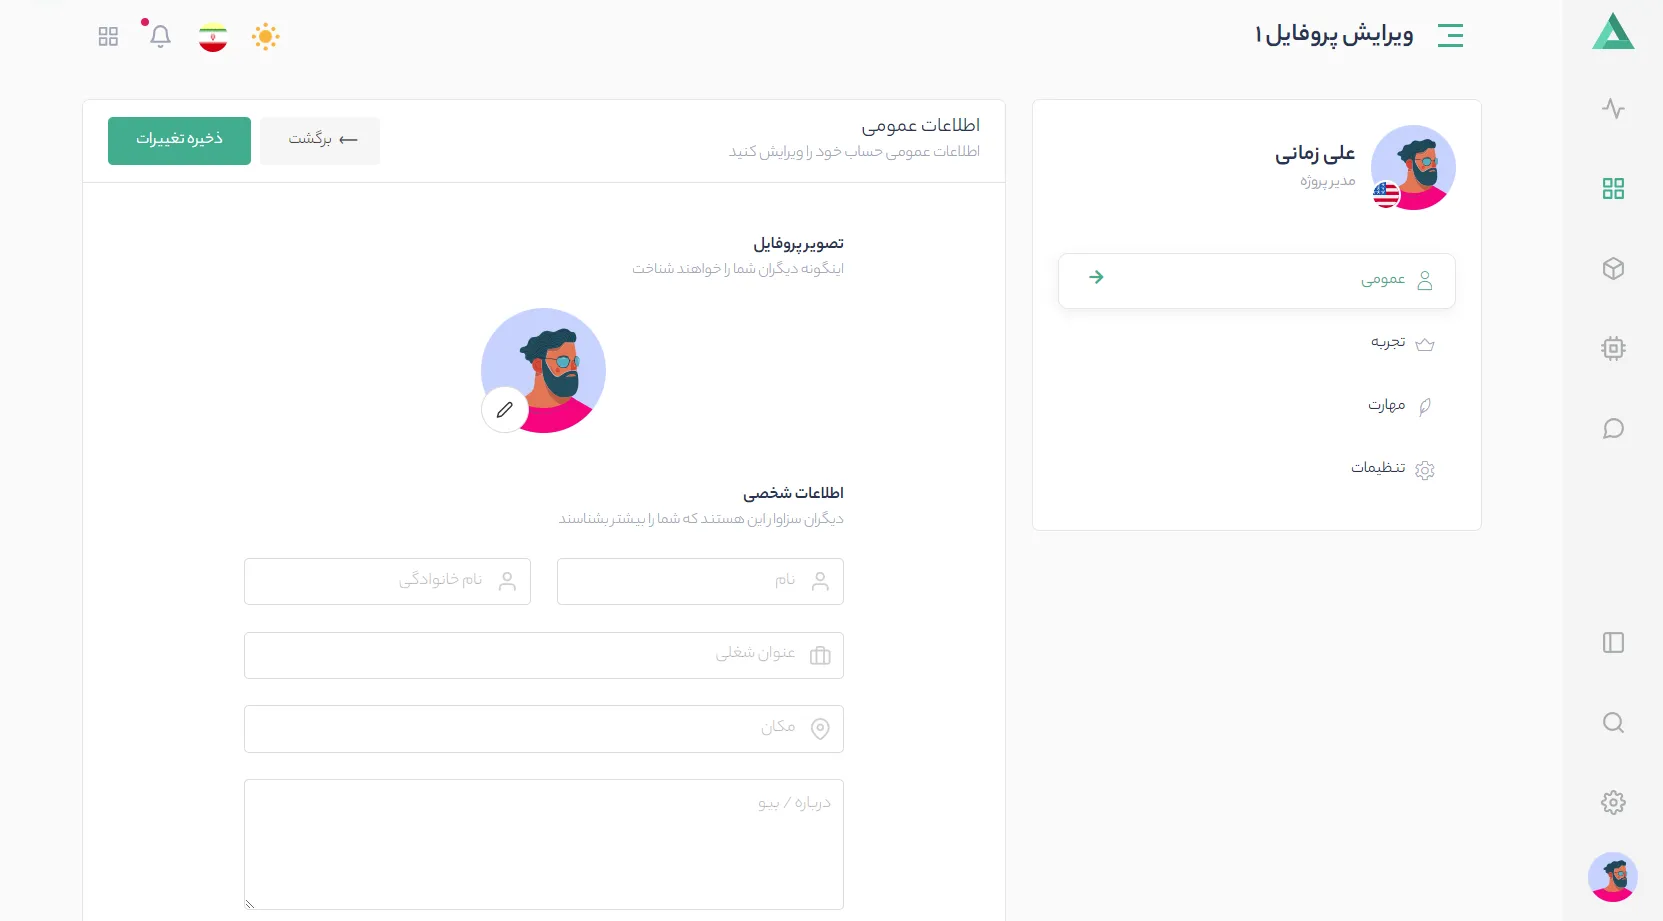 ویرایش پروفایل ۱
علی زمانی
مدیر پروژه
عمومی
تجربه
مهارت
تنظیمات
اطلاعات عمومی
اطلاعات عمومی حساب خود را ویرایش کنید
برگشت
ذخیره تغییرات
تصویر پروفایل
اینگونه دیگران شما را خواهند شناخت
اطلاعات شخصی
دیگران سزاوار این هستند که شما را بیشتر بشناسند
نام
نام خانوادگی
عنوان شغلی
مکان
درباره / بیو